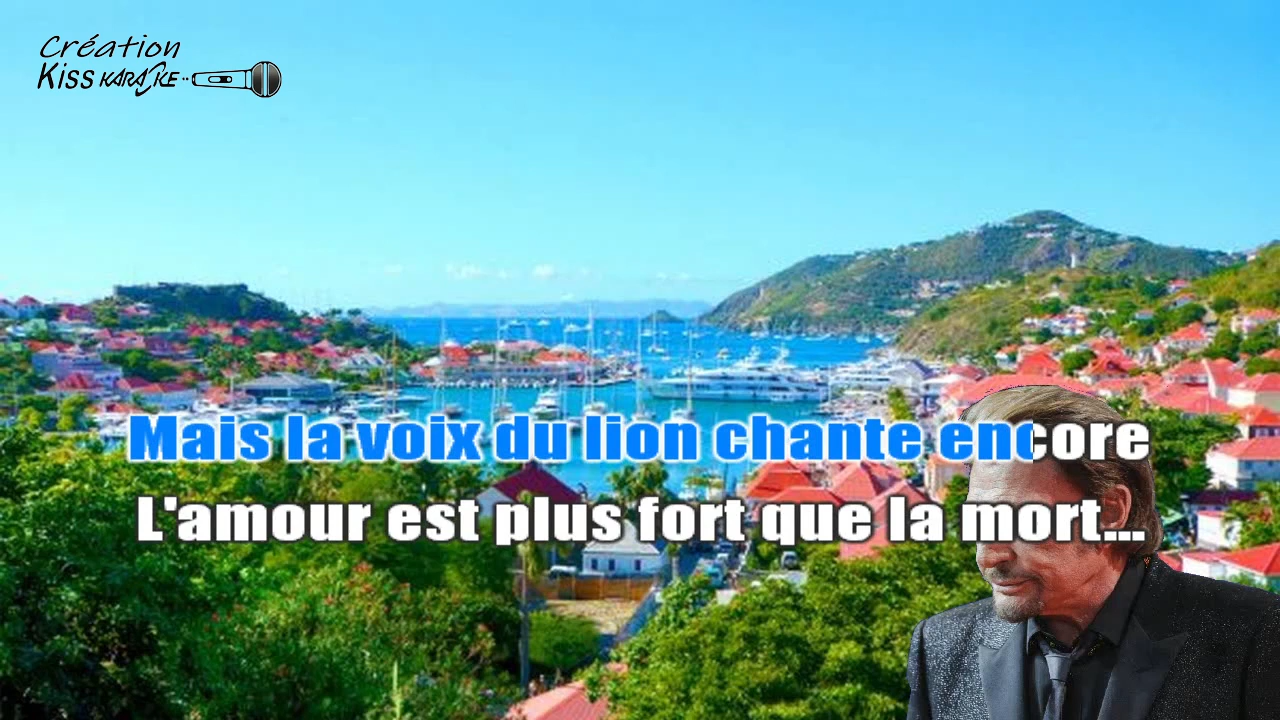 Création
Kiss KARAOKE
Mais la voix du lion chante encore
L'amour est plus fort que la mort...